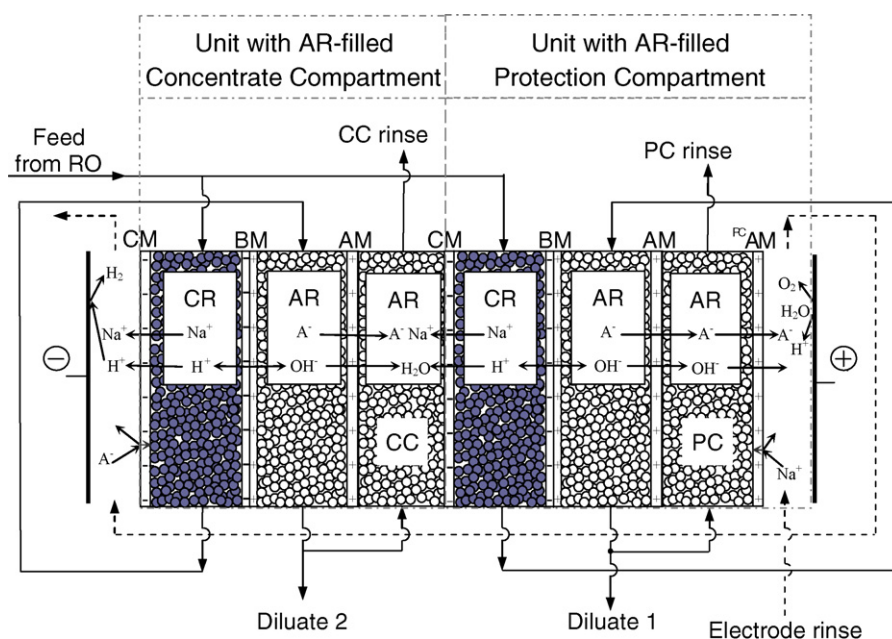 Unit with AR-filled
Concentrate Compartment
Unit with AR-filled
Protection Compartment
CC rinse
PC rinse
Feed
from RO
CM BM AM CM BM AM PC AM
H₂
CR AR AR CR AR AR
O₂
H₂O
Na⁺ Na⁺ A⁻ A⁻ Na⁺ Na⁺ A⁻ A⁻ A⁻
H⁺ H⁺ OH⁻ H₂O H⁺ OH⁻ OH⁻ H⁺
− +
CC PC
A⁻ Na⁺
Diluate 2 Diluate 1 Electrode rinse